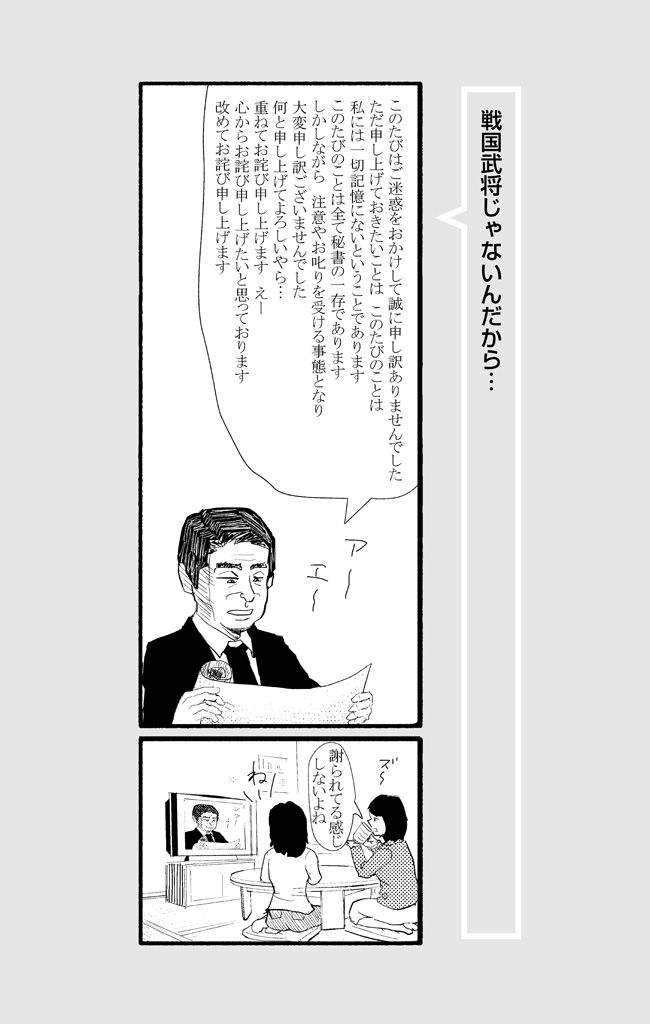 戦国武将じゃないんだから…
このたびはご迷惑をおかけして誠に申し訳ありませんでした
ただ申し上げておきたいことは このたびのことは
私には一切記憶にないということであります
このたびのことは全て秘書の一存であります
しかしながら 注意やお叱りを受ける事態となり
大変申し訳ございませんでした
何と申し上げてよろしいやら…
重ねてお詫び申し上げます えー
心からお詫び申し上げたいと思っております
改めてお詫び申し上げます
ア〜
エ〜
ズ〜
謝られてる感じ
しないよね
ねー